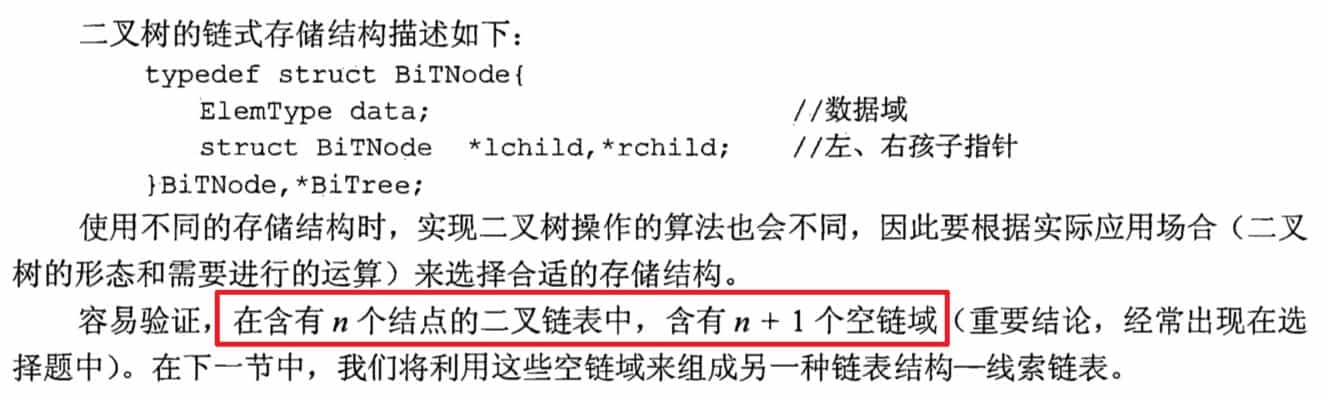 二叉树的链式存储结构描述如下：
typedef struct BiTNode{
ElemType data; //数据域
struct BiTNode *lchild,*rchild; //左、右孩子指针
}BiTNode,*BiTree;
使用不同的存储结构时，实现二叉树操作的算法也会不同，因此要根据实际应用场合（二叉
树的形态和需要进行的运算）来选择合适的存储结构。
容易验证，在含有 n 个结点的二叉链表中，含有 n + 1 个空链域（重要结论，经常出现在选
择题中）。在下一节中，我们将利用这些空链域来组成另一种链表结构—线索链表。